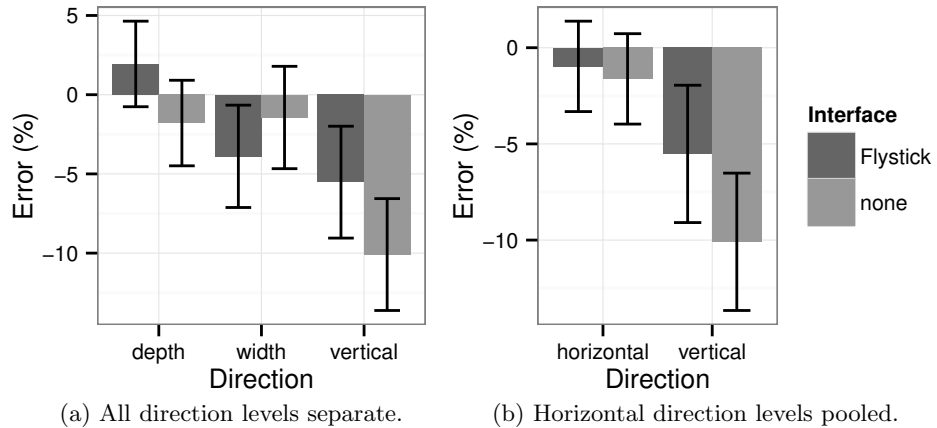 5
0
−5
−10
Error (%)
depth width vertical
Direction
(a) All direction levels separate.
0
−5
−10
Error (%)
horizontal vertical
Direction
(b) Horizontal direction levels pooled.
Interface
Flystick
none